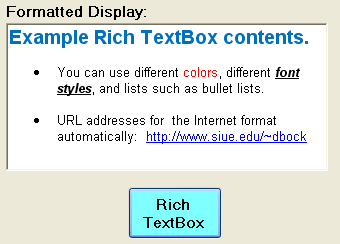 Formatted Display:
Example Rich TextBox contents.
• You can use different colors, different font
styles, and lists such as bullet lists.
• URL addresses for the Internet format
automatically: http://www.siue.edu/~dbock
Rich
TextBox